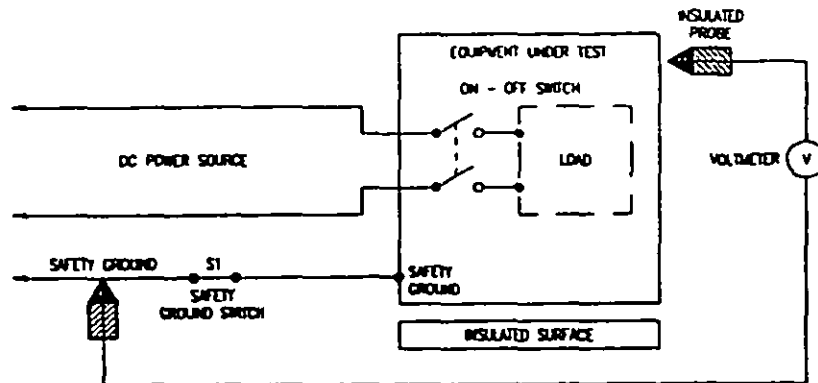 INSULATED
PROBE
EQUIPVENT UNDER TEST
ON - OFF SWITCH
DC POWER SOURCE
LOAD
VOLTMETER
V
SAFETY GROUND
S1
SAFETY
GROUND SWITCH
SAFETY
GROUND
INSULATED SURFACE